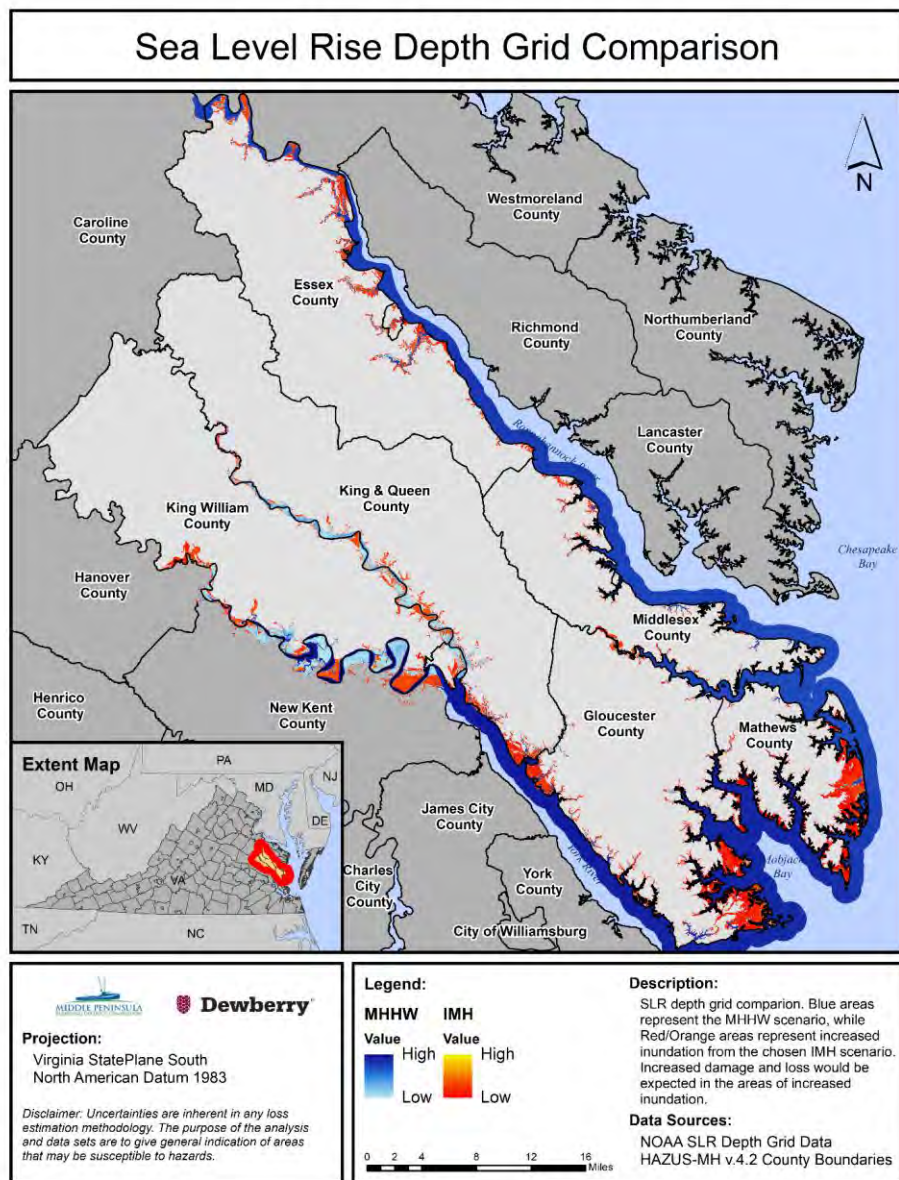 Sea Level Rise Depth Grid Comparison
N
Westmoreland
County
Caroline
County
Essex
County
Richmond
County
Northumberland
County
Lancaster
County
Rappahannock River
King & Queen
County
King William
County
Chesapeake
Bay
Hanover
County
Middlesex
County
Henrico
County
New Kent
County
Gloucester
County
Mathews
County
James City
County
York River
Mobjack
Bay
Charles
City
County
York
County
City of Williamsburg
Extent Map
PA
OH
MD
NJ
WV
DE
KY
VA
TN
NC
MIDDLE PENINSULA
PLANNING DISTRICT COMMISSION
Dewberry®
Projection:
Virginia StatePlane South
North American Datum 1983
Disclaimer: Uncertainties are inherent in any loss
estimation methodology. The purpose of the analysis
and data sets are to give general indication of areas
that may be susceptible to hazards.
Legend:
MHHW IMH
Value Value
High High
Low Low
0 2 4 8 12 16
Miles
Description:
SLR depth grid comparion. Blue areas
represent the MHHW scenario, while
Red/Orange areas represent increased
inundation from the chosen IMH scenario.
Increased damage and loss would be
expected in the areas of increased
inundation.
Data Sources:
NOAA SLR Depth Grid Data
HAZUS-MH v.4.2 County Boundaries